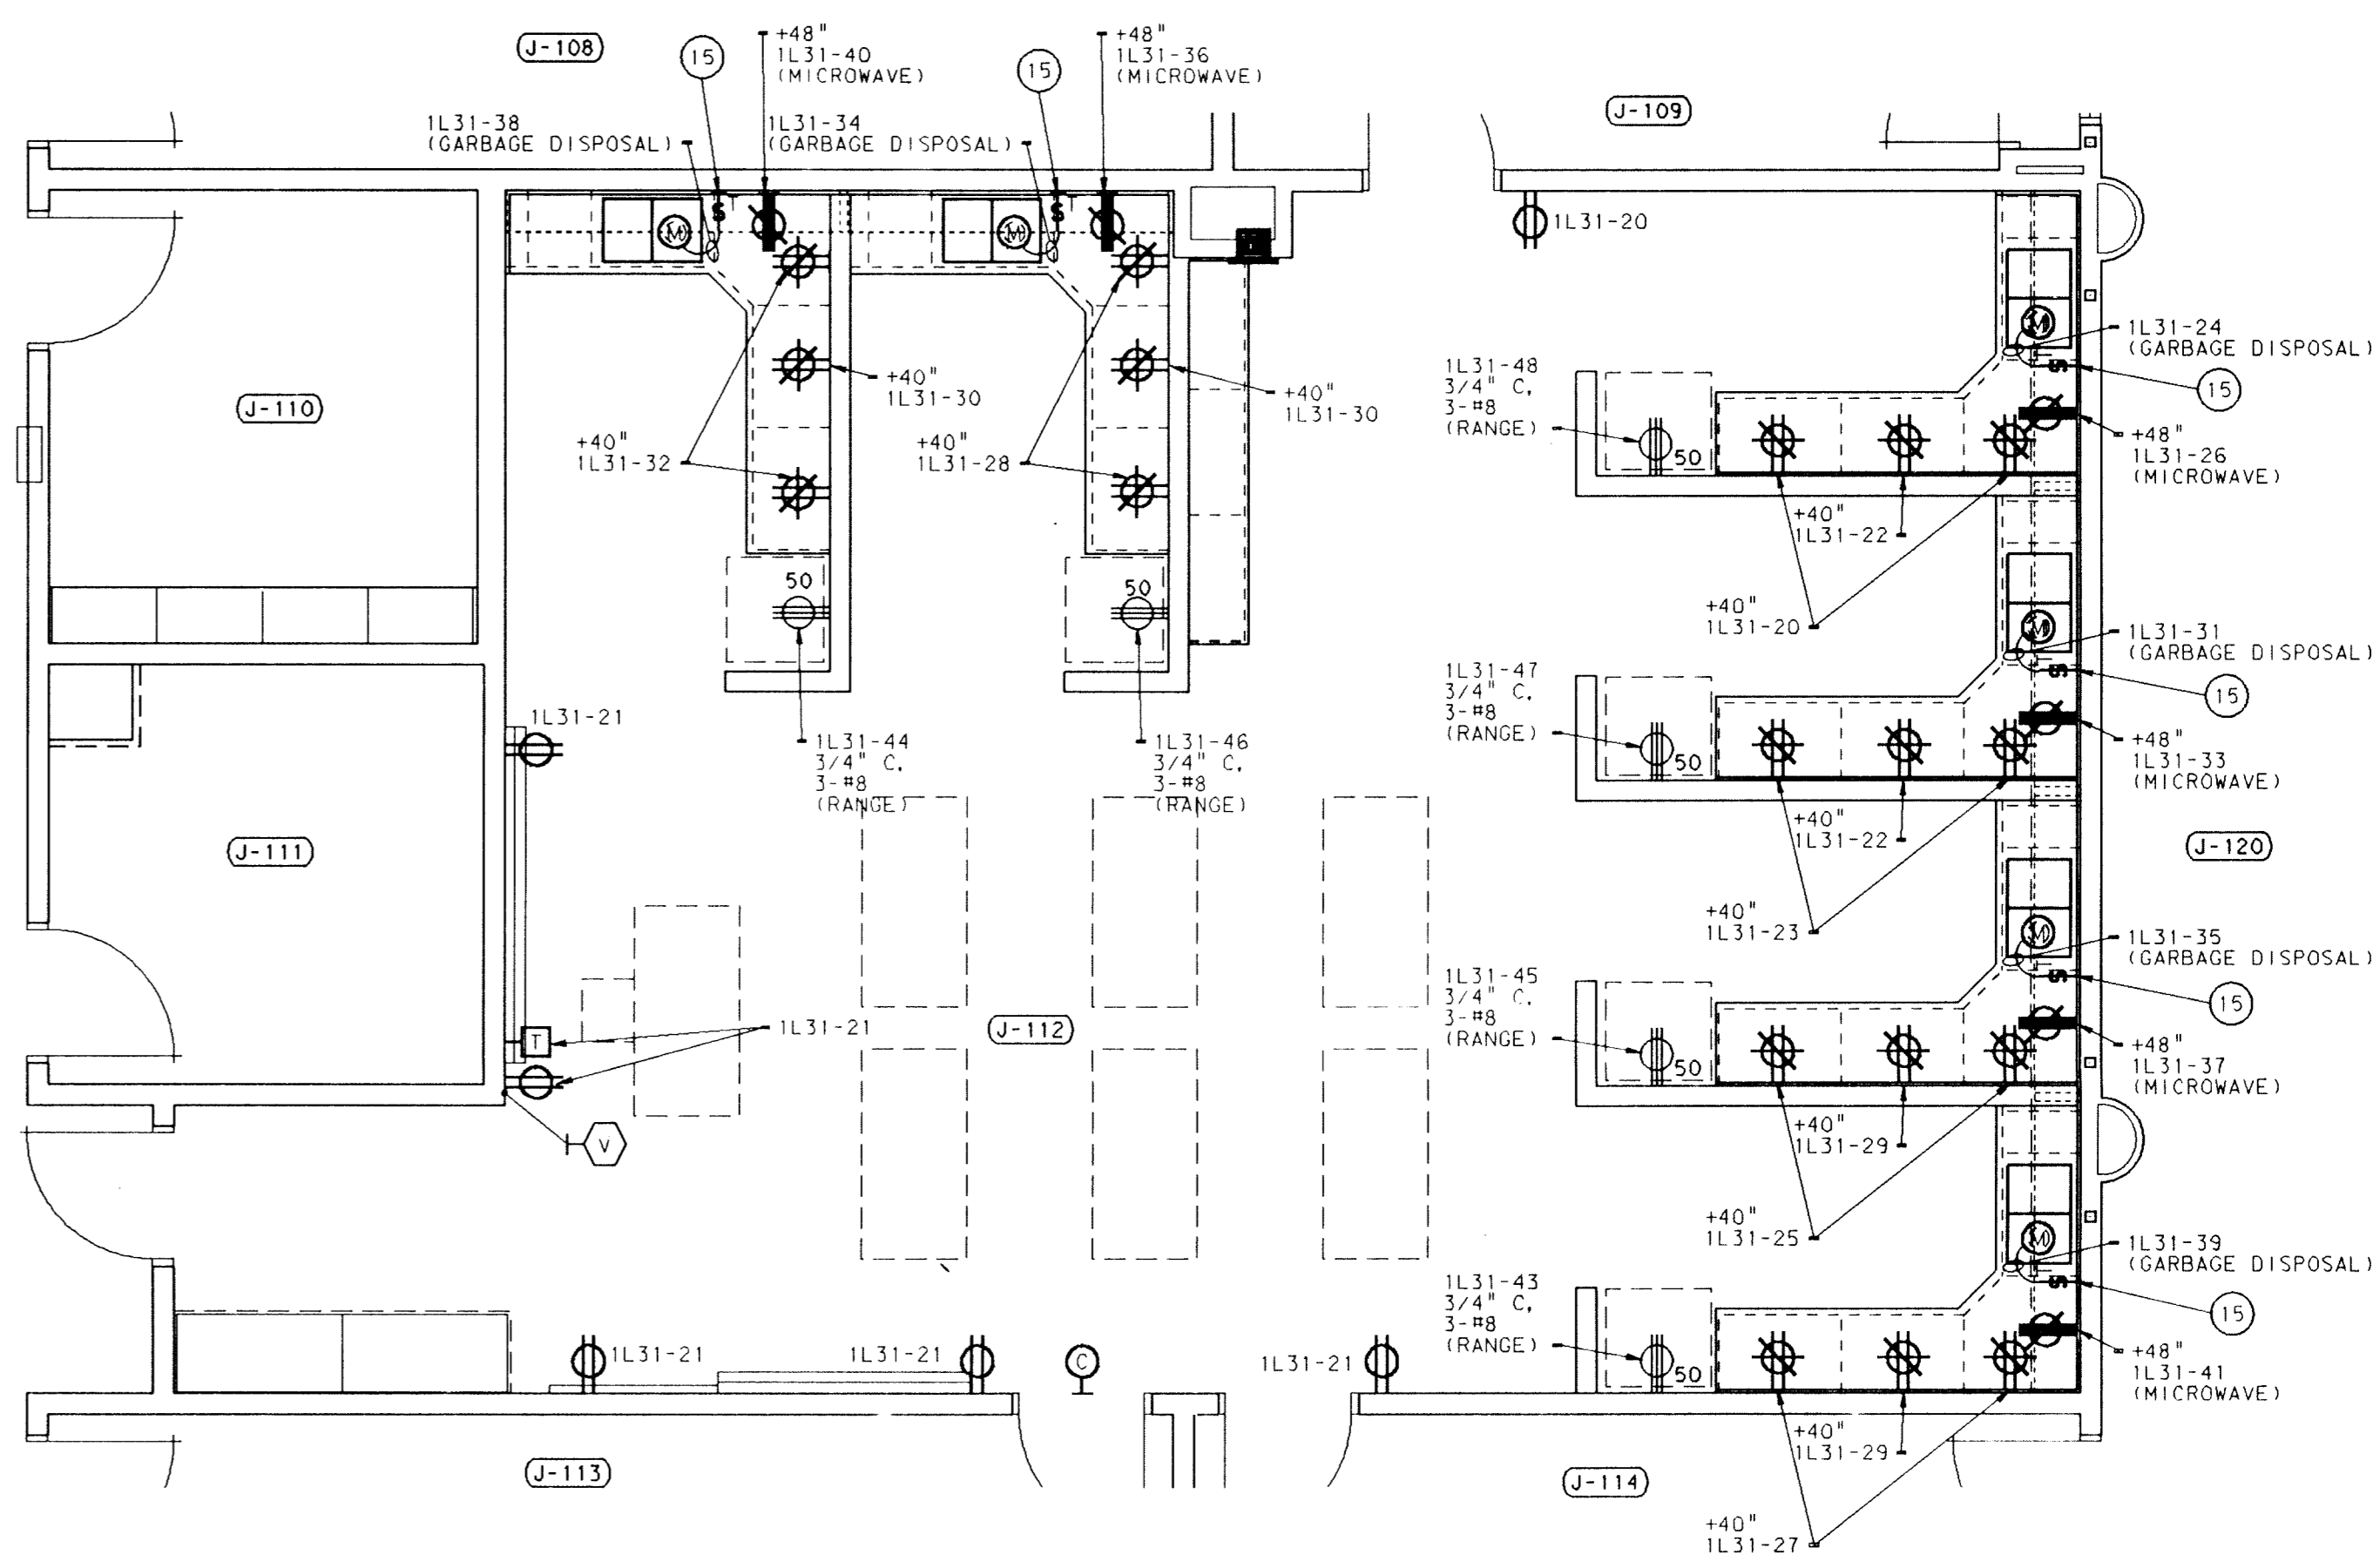 J-108
15
+48"
1L31-40
(MICROWAVE)
15
+48"
1L31-36
(MICROWAVE)
J-109
1L31-38
(GARBAGE DISPOSAL)
1L31-34
(GARBAGE DISPOSAL)
S
S
M
M
1L31-20
M
1L31-24
(GARBAGE DISPOSAL)
S
15
J-110
+40"
1L31-30
+40"
1L31-30
1L31-48
3/4" C,
3-#8
(RANGE)
50
+48"
1L31-26
(MICROWAVE)
+40"
1L31-32
+40"
1L31-28
+40"
1L31-22
50
50
+40"
1L31-20
M
1L31-31
(GARBAGE DISPOSAL)
S
15
1L31-21
1L31-44
3/4" C,
3-#8
(RANGE)
1L31-46
3/4" C,
3-#8
(RANGE)
1L31-47
3/4" C,
3-#8
(RANGE)
50
+48"
1L31-33
(MICROWAVE)
J-111
+40"
1L31-22
J-120
+40"
1L31-23
M
1L31-35
(GARBAGE DISPOSAL)
S
15
T
1L31-21
J-112
1L31-45
3/4" C,
3-#8
(RANGE)
50
+48"
1L31-37
(MICROWAVE)
V
+40"
1L31-29
+40"
1L31-25
M
1L31-39
(GARBAGE DISPOSAL)
S
15
1L31-21
1L31-21
C
1L31-21
1L31-43
3/4" C,
3-#8
(RANGE)
50
+48"
1L31-41
(MICROWAVE)
+40"
1L31-29
J-113
J-114
+40"
1L31-27